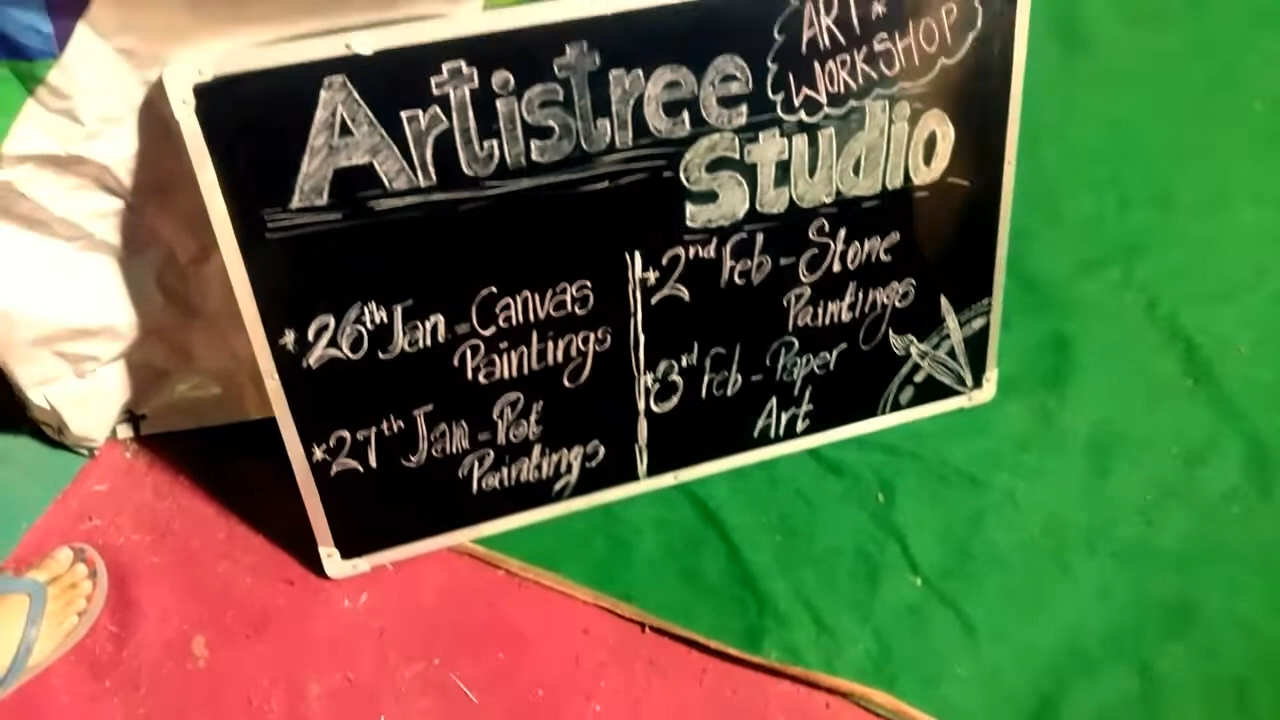 ART *
WORKSHOP
Artistree
Studio
* 26th Jan - Canvas
Paintings
* 27th Jan - Pot
Paintings
* 2nd Feb - Stone
Paintings
* 3rd Feb - Paper
Art